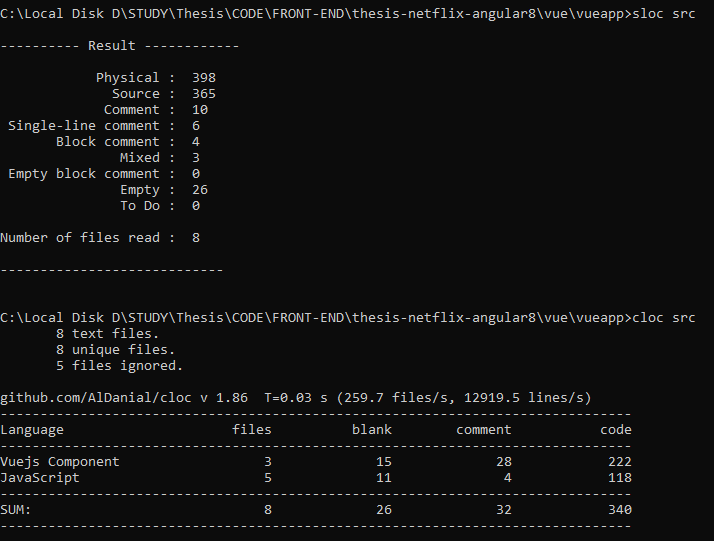 C:\Local Disk D\STUDY\Thesis\CODE\FRONT-END\thesis-netflix-angular8\vue\vueapp>sloc src
---------- Result ------------
Physical : 398
Source : 365
Comment : 10
Single-line comment : 6
Block comment : 4
Mixed : 3
Empty block comment : 0
Empty : 26
To Do : 0
Number of files read : 8
----------------------------
C:\Local Disk D\STUDY\Thesis\CODE\FRONT-END\thesis-netflix-angular8\vue\vueapp>cloc src
8 text files.
8 unique files.
5 files ignored.
github.com/AlDanial/cloc v 1.86 T=0.03 s (259.7 files/s, 12919.5 lines/s)
-------------------------------------------------------------------------------
Language files blank comment code
-------------------------------------------------------------------------------
Vuejs Component 3 15 28 222
JavaScript 5 11 4 118
-------------------------------------------------------------------------------
SUM: 8 26 32 340
-------------------------------------------------------------------------------